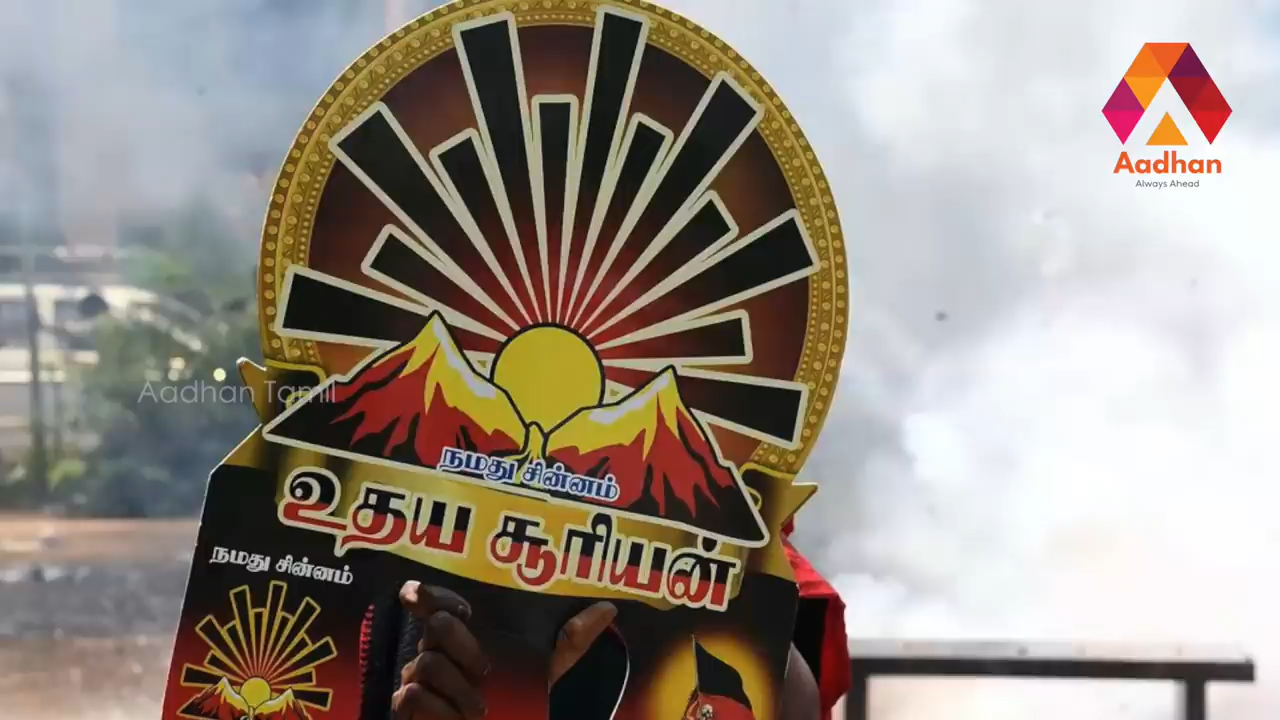 Aadhan
Always Ahead
Aadhan Tamil
நமது சின்னம்
உதய சூரியன்
நமது சின்னம்